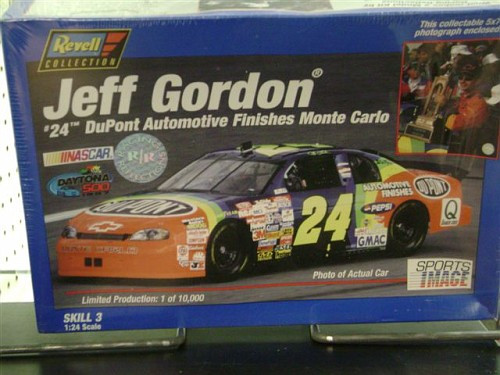 Revell
COLLECTION
This collectable 5x7
photograph enclosed
Jeff Gordon®
#24™ DuPont Automotive Finishes Monte Carlo
NASCAR
DAYTONA
500
DUPONT
24
AUTOMOTIVE
FINISHES
DUPONT
PEPSI
GMAC
Q
Photo of Actual Car
SPORTS
IMAGE
Limited Production: 1 of 10,000
SKILL 3
1:24 Scale